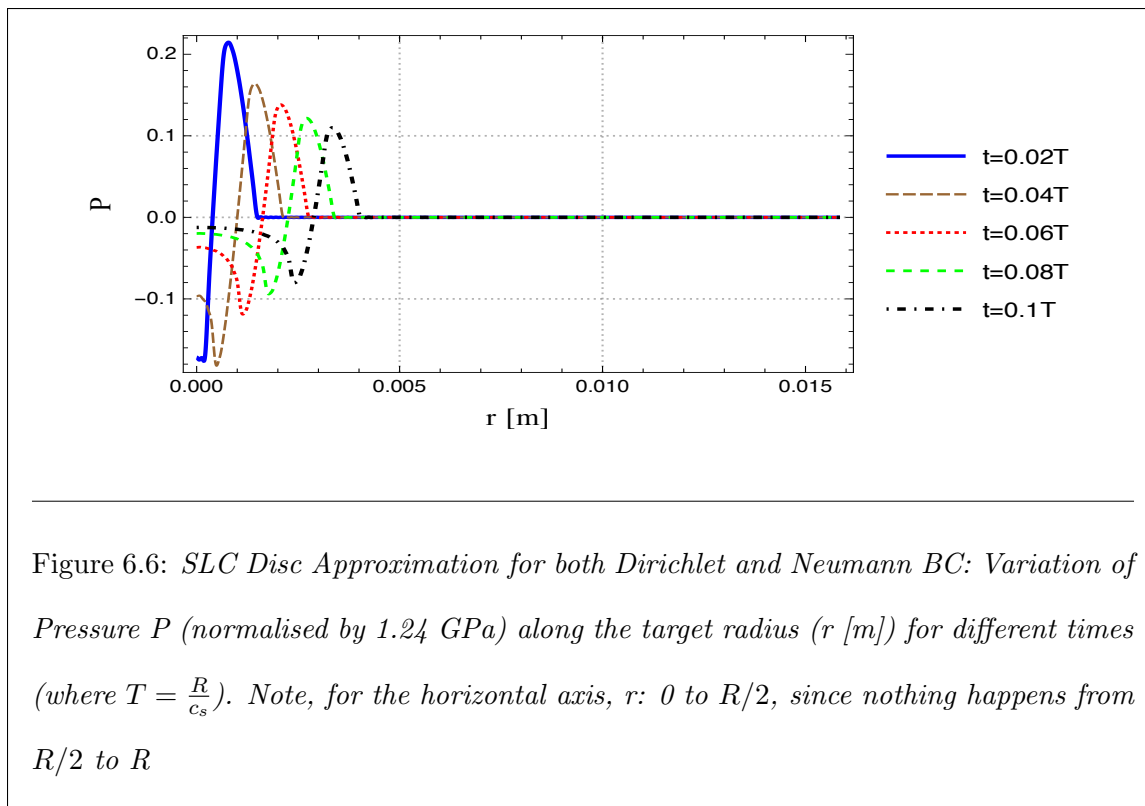 0.2
0.1
0.0
−0.1
P
0.000
0.005
0.010
0.015
r [m]
t=0.02T
t=0.04T
t=0.06T
t=0.08T
t=0.1T
Figure 6.6: SLC Disc Approximation for both Dirichlet and Neumann BC: Variation of
Pressure P (normalised by 1.24 GPa) along the target radius (r [m]) for different times
(where T = R/c_s). Note, for the horizontal axis, r: 0 to R/2, since nothing happens from
R/2 to R